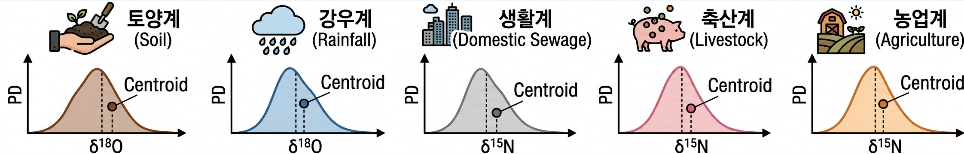 토양계
(Soil)
PD
Centroid
δ¹⁸O
강우계
(Rainfall)
PD
Centroid
δ¹⁸O
생활계
(Domestic Sewage)
PD
Centroid
δ¹⁵N
축산계
(Livestock)
PD
Centroid
δ¹⁵N
농업계
(Agriculture)
PD
Centroid
δ¹⁵N